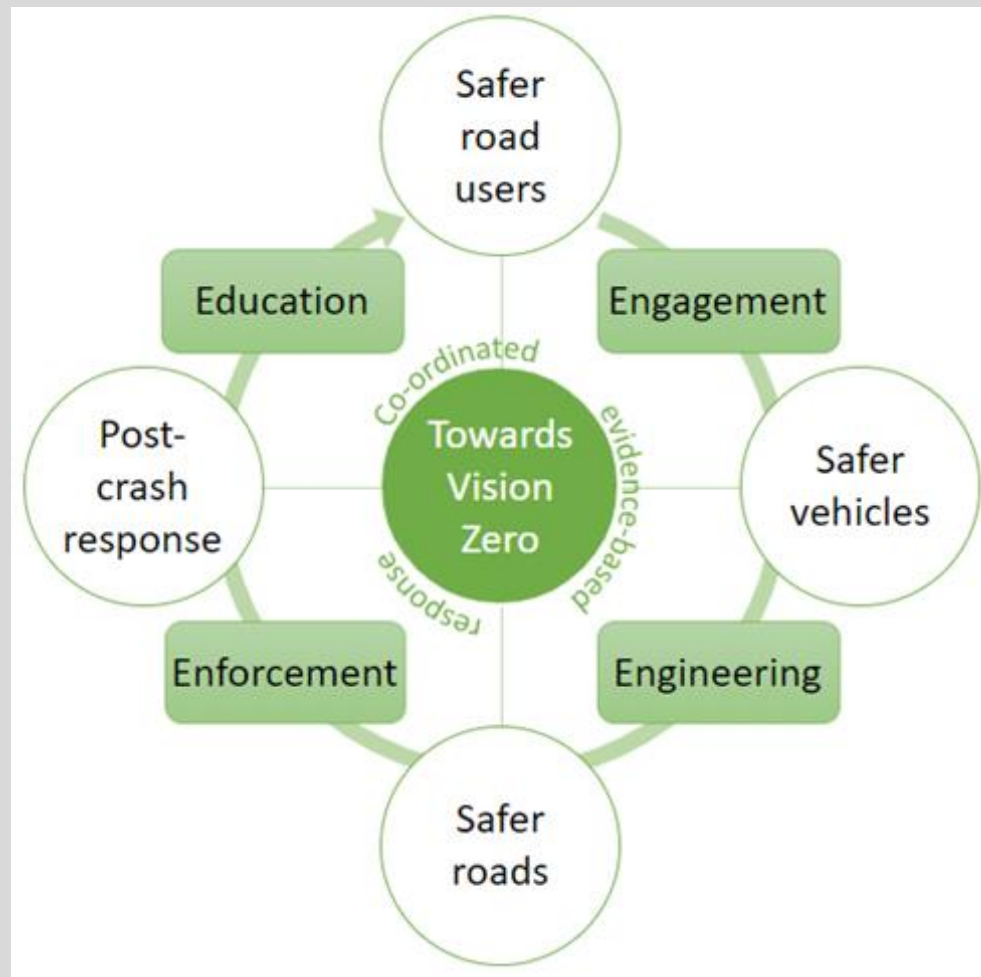 Safer
road
users
Education
Engagement
Co-ordinated
evidence-based
response
Towards
Vision
Zero
Post-
crash
response
Safer
vehicles
Enforcement
Engineering
Safer
roads